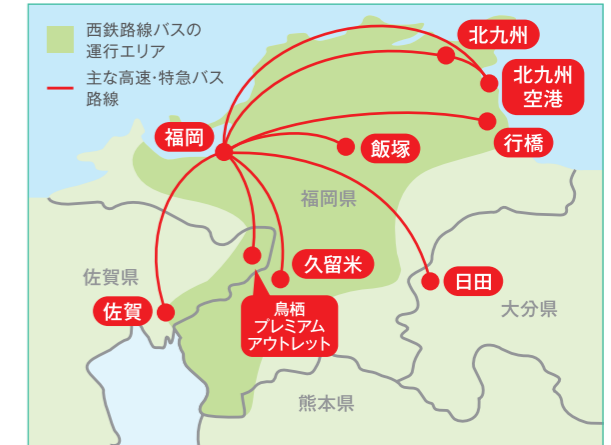 西鉄路線バスの
運行エリア
主な高速・特急バス
路線
北九州
北九州
空港
福岡
飯塚
行橋
福岡県
佐賀県
久留米
日田
佐賀
鳥栖
プレミアム
アウトレット
大分県
熊本県